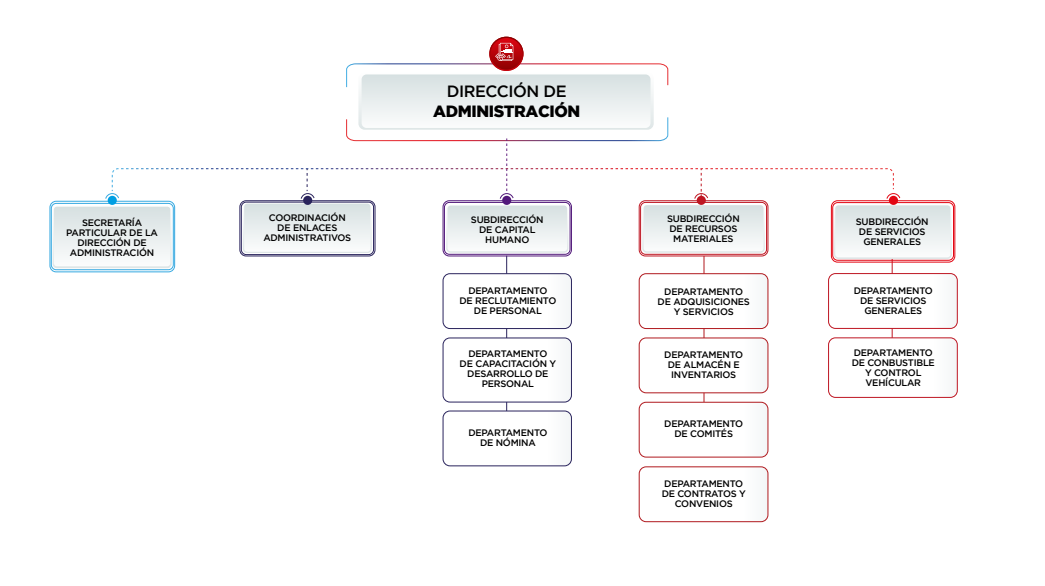 DIRECCIÓN DE
ADMINISTRACIÓN
SECRETARÍA
PARTICULAR DE LA
DIRECCIÓN DE
ADMINISTRACIÓN
COORDINACIÓN
DE ENLACES
ADMINISTRATIVOS
SUBDIRECCIÓN
DE CAPITAL
HUMANO
SUBDIRECCIÓN
DE RECURSOS
MATERIALES
SUBDIRECCIÓN
DE SERVICIOS
GENERALES
DEPARTAMENTO
DE RECLUTAMIENTO
DE PERSONAL
DEPARTAMENTO
DE CAPACITACIÓN Y
DESARROLLO DE
PERSONAL
DEPARTAMENTO
DE NÓMINA
DEPARTAMENTO
DE ADQUISICIONES
Y SERVICIOS
DEPARTAMENTO
DE ALMACÉN E
INVENTARIOS
DEPARTAMENTO
DE COMITÉS
DEPARTAMENTO
DE CONTRATOS Y
CONVENIOS
DEPARTAMENTO
DE SERVICIOS
GENERALES
DEPARTAMENTO
DE CONBUSTIBLE
Y CONTROL
VEHÍCULAR